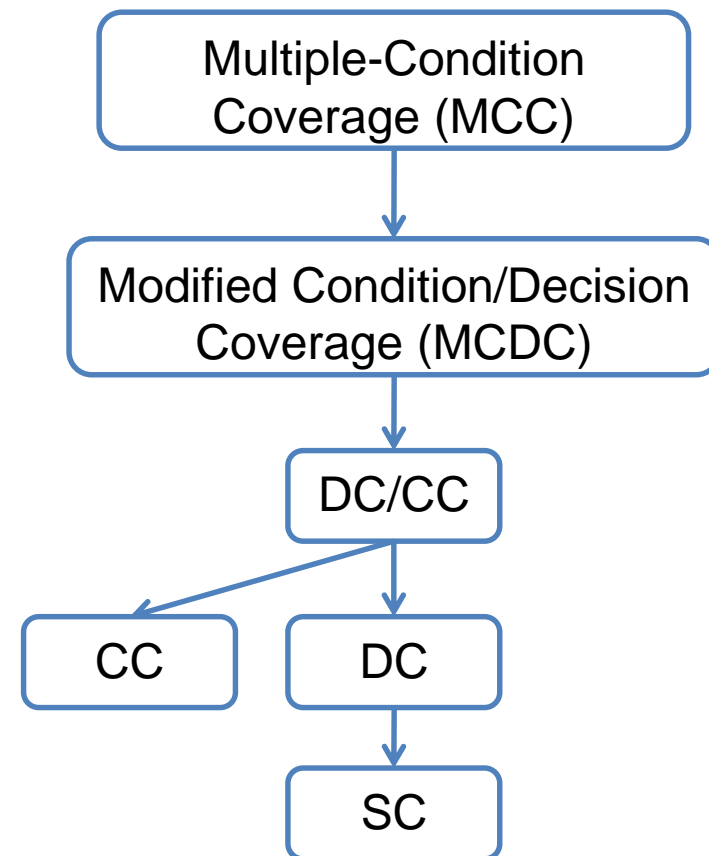 Multiple-Condition
Coverage (MCC)
Modified Condition/Decision
Coverage (MCDC)
DC/CC
CC
DC
SC